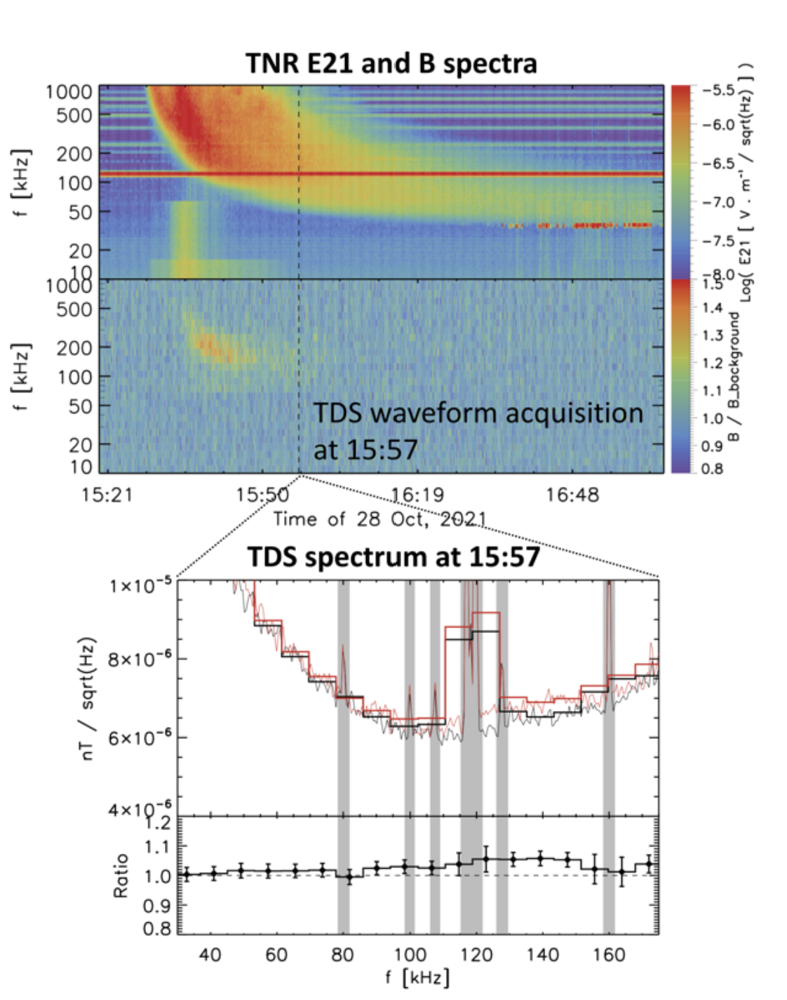 TNR E21 and B spectra
1000
500
200
100
50
20
10
f [kHz]
-5.5
-6.0
-6.5
-7.0
-7.5
-8.0
Log( E21 [ V . m⁻¹ / sqrt(Hz) ] )
1000
500
200
100
50
20
10
f [kHz]
TDS waveform acquisition
at 15:57
1.5
1.4
1.3
1.2
1.1
1.0
0.9
0.8
B / B_background
15:21 15:50 16:19 16:48
Time of 28 Oct, 2021
TDS spectrum at 15:57
1×10⁻⁵
8×10⁻⁶
6×10⁻⁶
4×10⁻⁶
nT / sqrt(Hz)
1.2
1.1
1.0
0.9
0.8
Ratio
40 60 80 100 120 140 160
f [kHz]